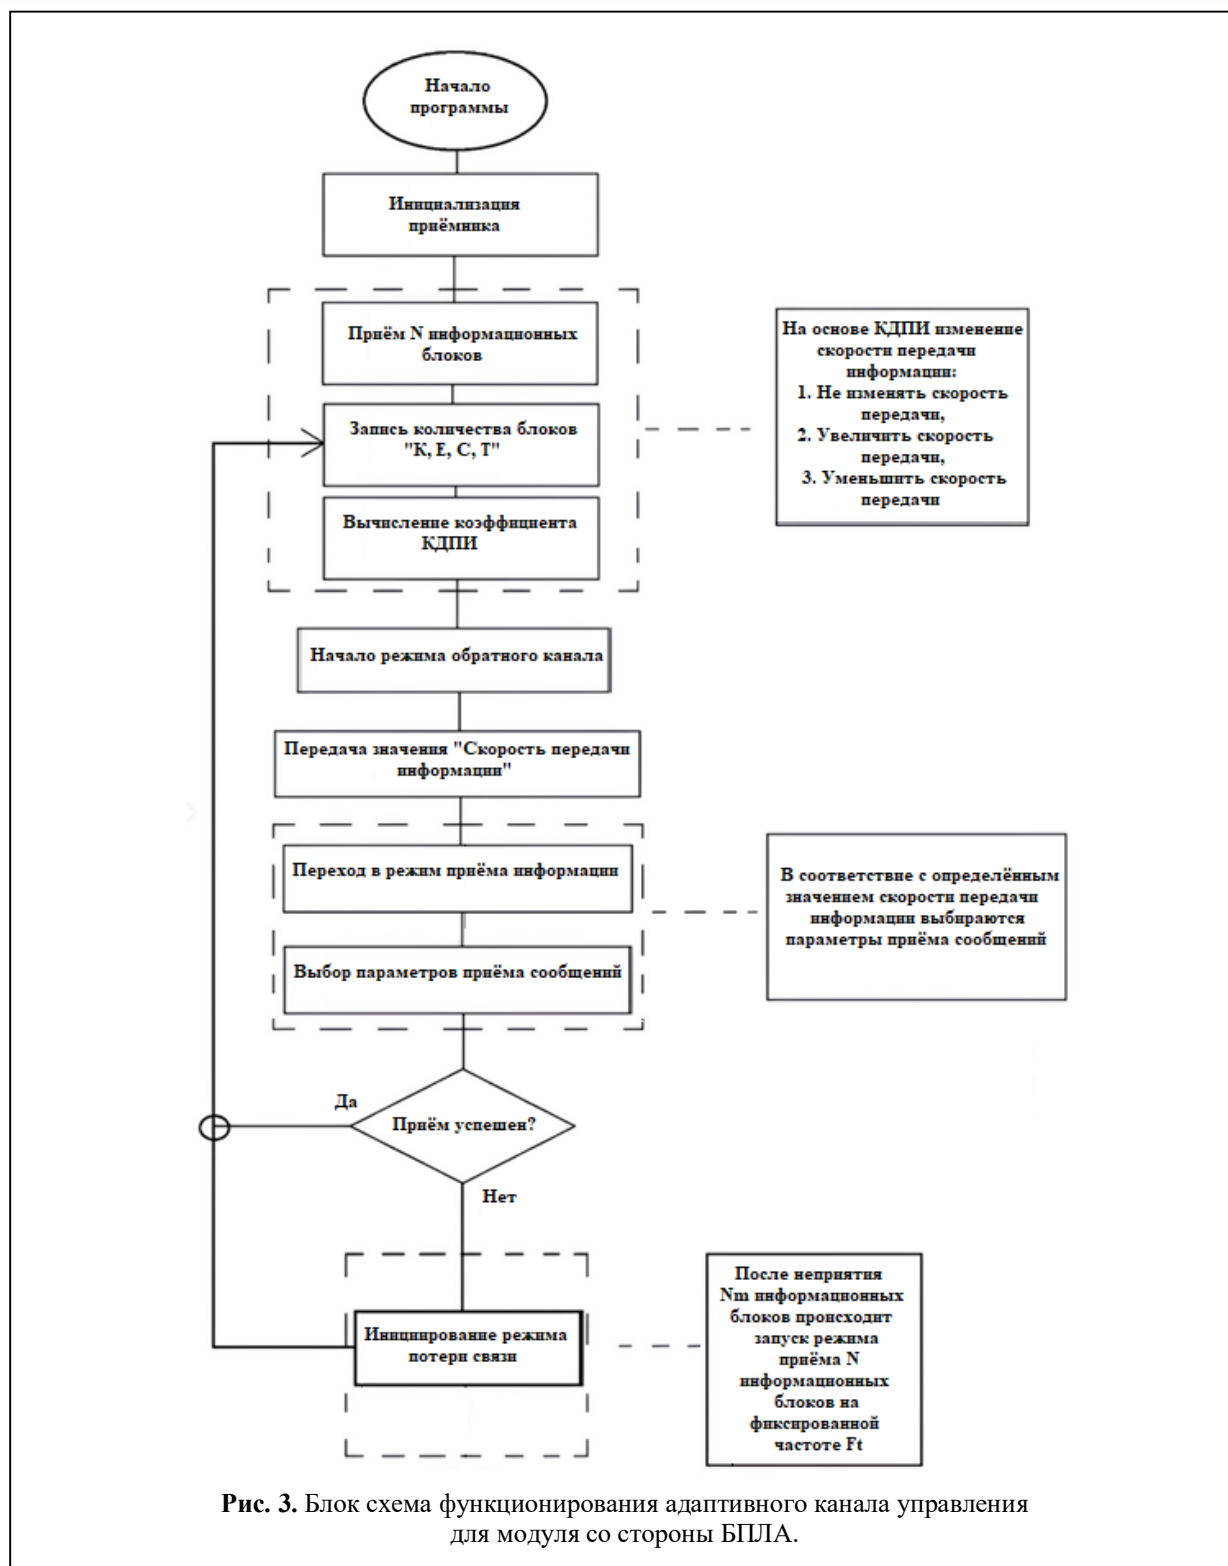 Начало
программы
Инициализация
приёмника
Приём N информационных
блоков
Запись количества блоков
"К, Е, С, Т"
Вычисление коэффициента
КДПИ
На основе КДПИ изменение
скорости передачи
информации:
1. Не изменять скорость
передачи,
2. Увеличить скорость
передачи,
3. Уменьшить скорость
передачи
Начало режима обратного канала
Передача значения "Скорость передачи
информации"
Переход в режим приёма информации
Выбор параметров приёма сообщений
В соответствие с определённым
значением скорости передачи
информации выбираются
параметры приёма сообщений
Да
Приём успешен?
Нет
Инициирование режима
потери связи
После неприятия
Nm информационных
блоков происходит
запуск режима
приёма N
информационных
блоков на
фиксированной
частоте Ft
Рис. 3. Блок схема функционирования адаптивного канала управления
для модуля со стороны БПЛА.